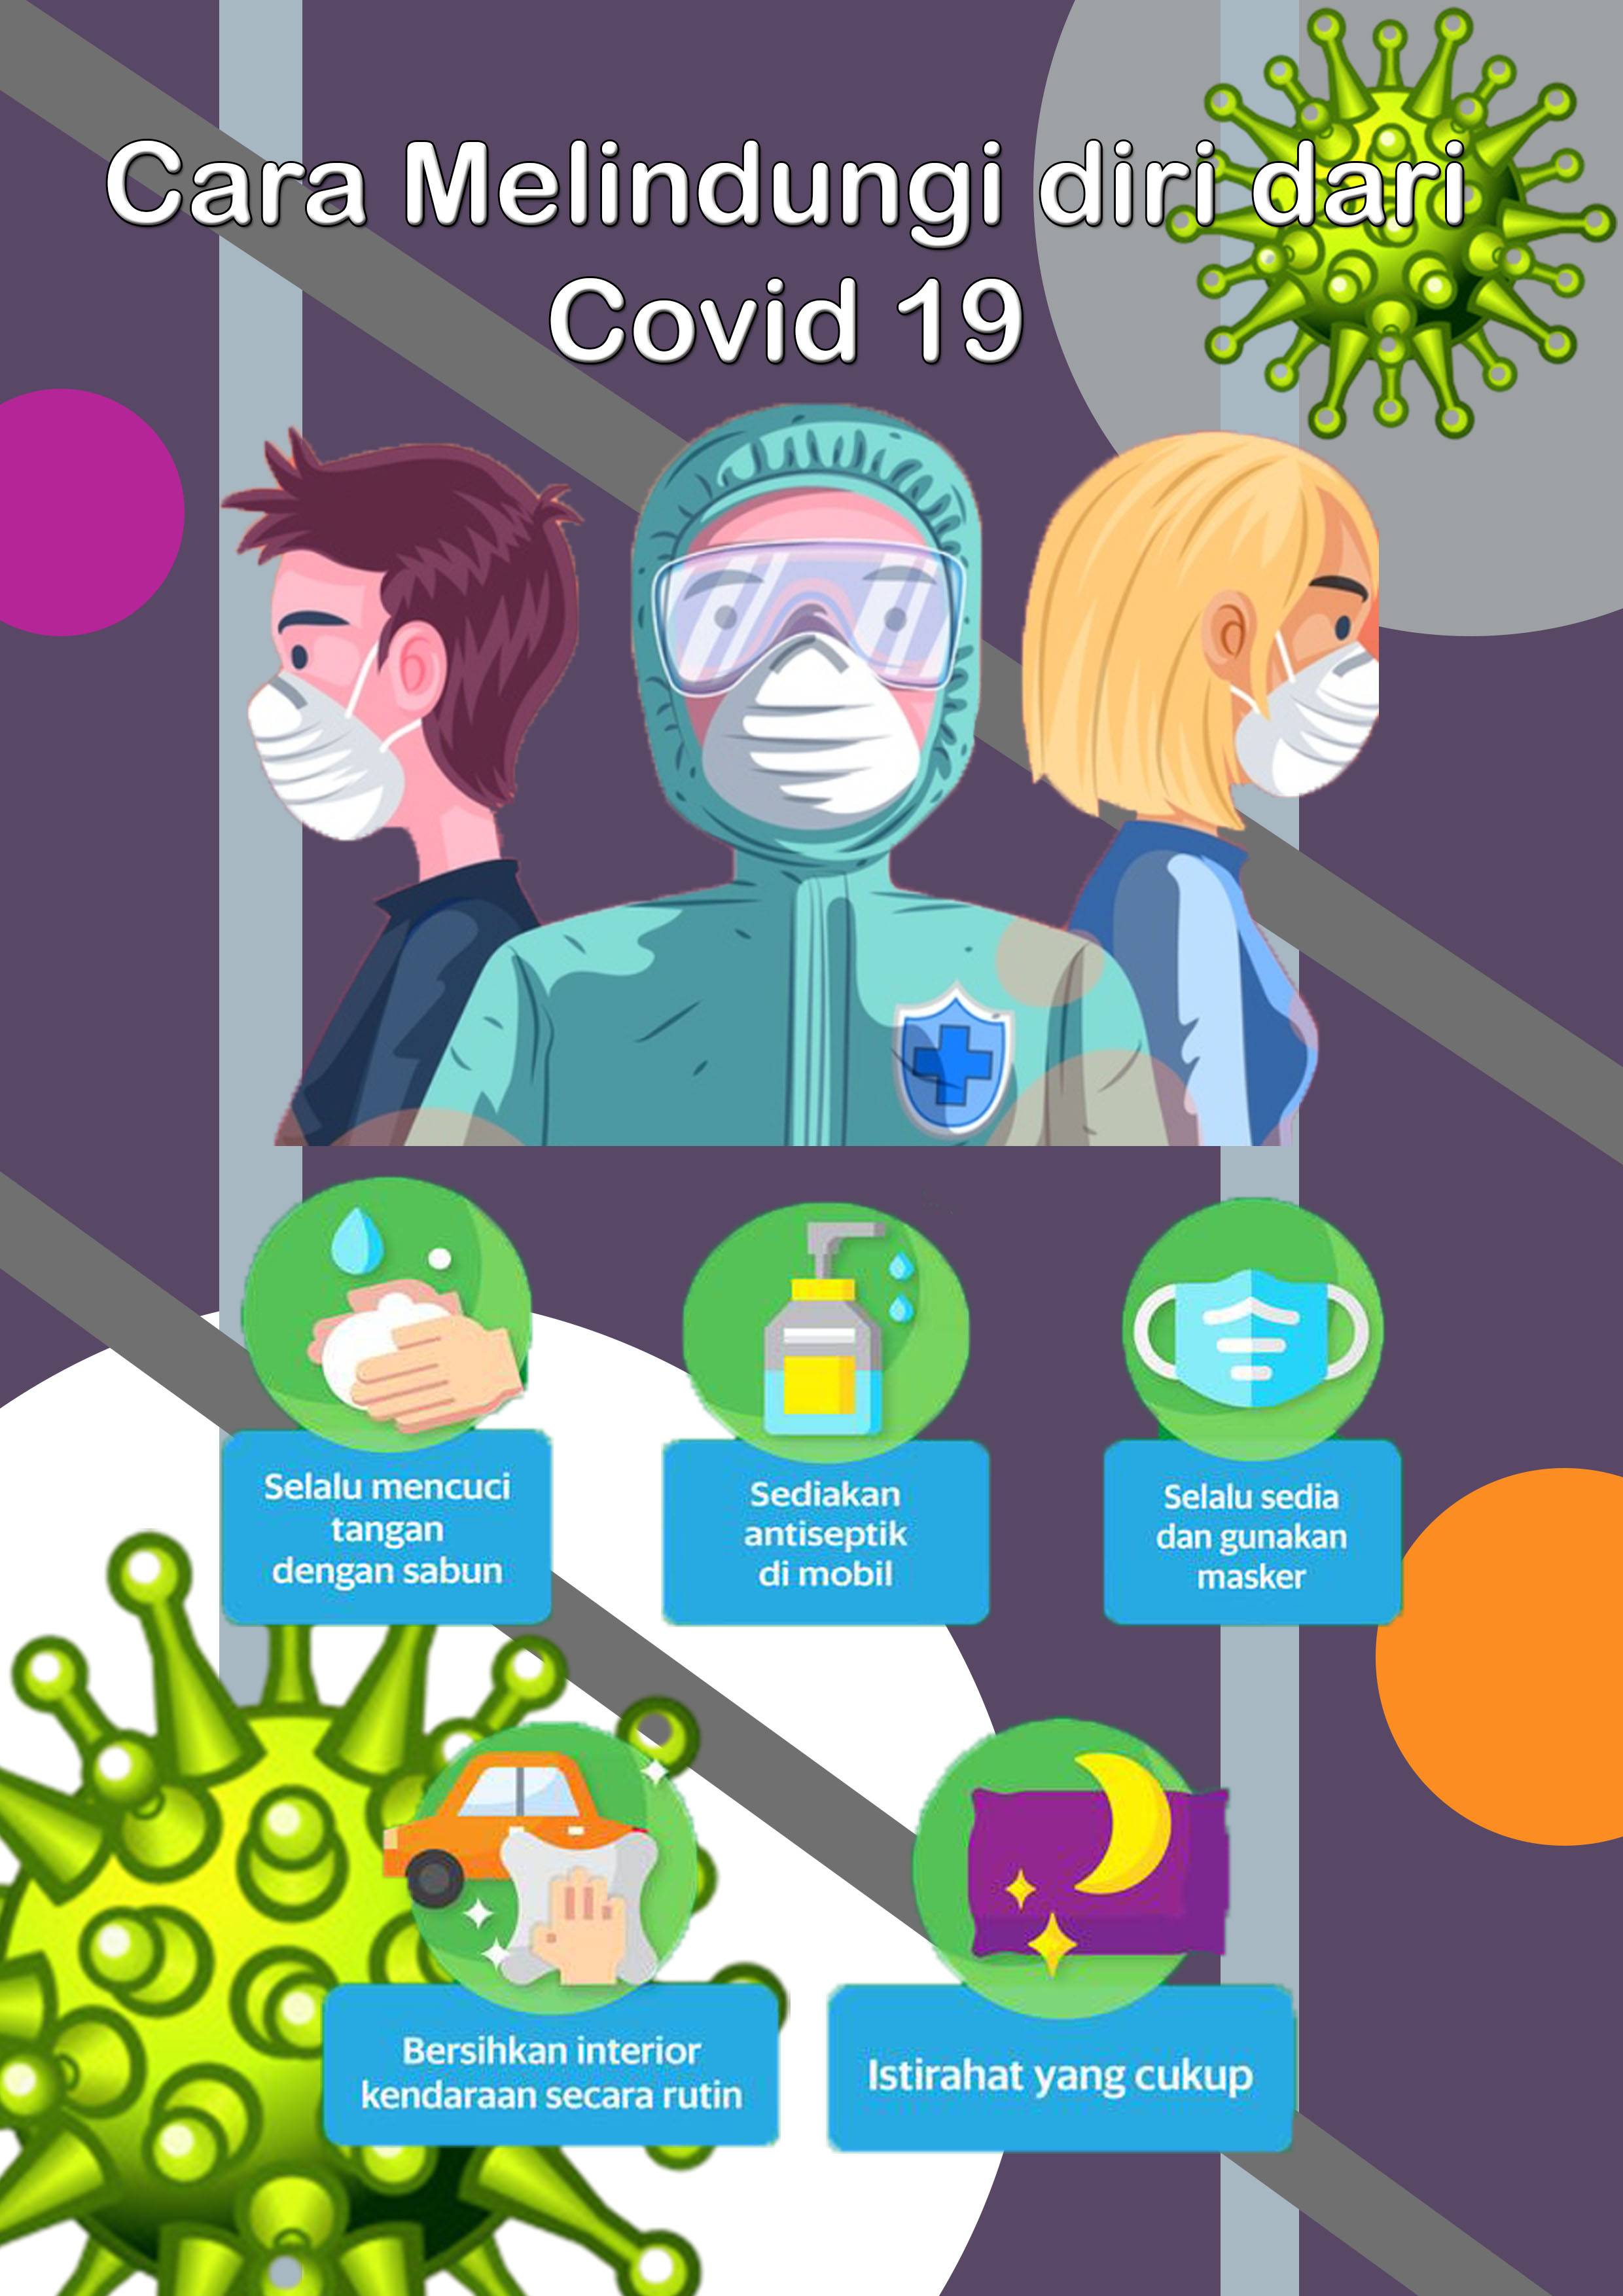 Cara Melindungi diri dari
Covid 19
Selalu mencuci
tangan
dengan sabun
Sediakan
antiseptik
di mobil
Selalu sedia
dan gunakan
masker
Bersihkan interior
kendaraan secara rutin
Istirahat yang cukup